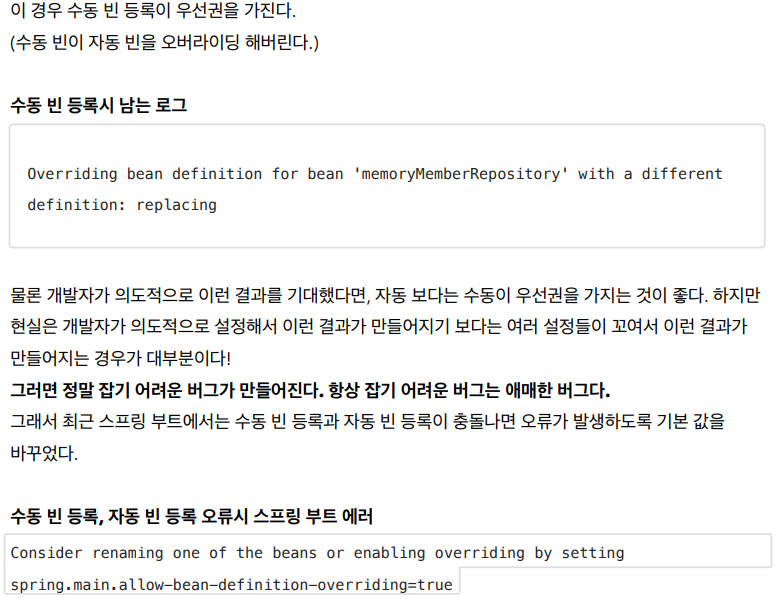 이 경우 수동 빈 등록이 우선권을 가진다.
(수동 빈이 자동 빈을 오버라이딩 해버린다.)
수동 빈 등록시 남는 로그
Overriding bean definition for bean 'memoryMemberRepository' with a different
definition: replacing
물론 개발자가 의도적으로 이런 결과를 기대했다면, 자동 보다는 수동이 우선권을 가지는 것이 좋다. 하지만
현실은 개발자가 의도적으로 설정해서 이런 결과가 만들어지기 보다는 여러 설정들이 꼬여서 이런 결과가
만들어지는 경우가 대부분이다!
그러면 정말 잡기 어려운 버그가 만들어진다. 항상 잡기 어려운 버그는 애매한 버그다.
그래서 최근 스프링 부트에서는 수동 빈 등록과 자동 빈 등록이 충돌나면 오류가 발생하도록 기본 값을
바꾸었다.
수동 빈 등록, 자동 빈 등록 오류시 스프링 부트 에러
Consider renaming one of the beans or enabling overriding by setting
spring.main.allow-bean-definition-overriding=true